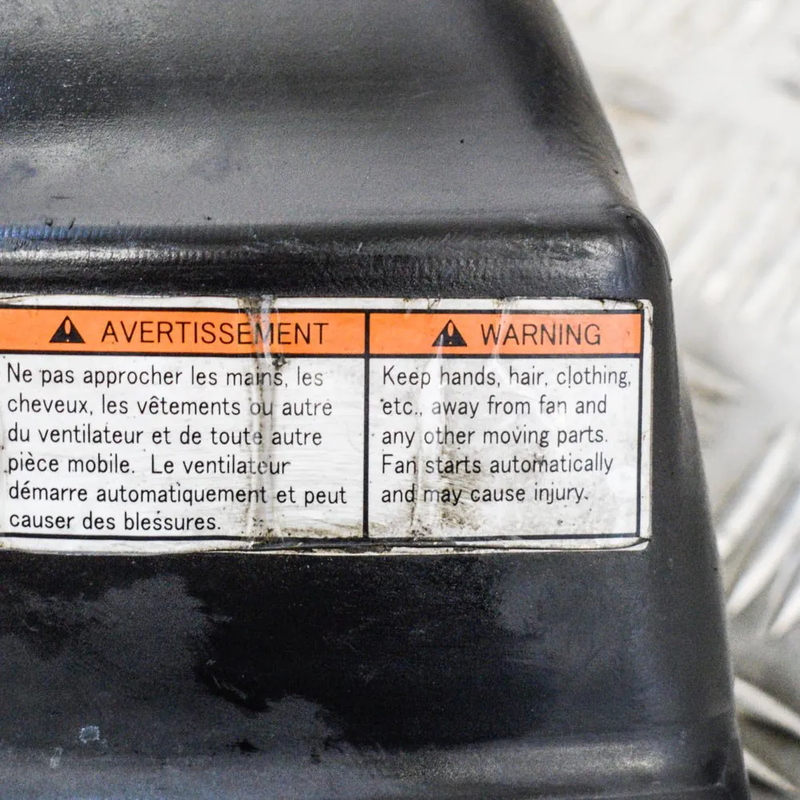 AVERTISSEMENT
Ne pas approcher les mains, les
cheveux, les vêtements ou autre
du ventilateur et de toute autre
pièce mobile. Le ventilateur
démarre automatiquement et peut
causer des blessures.
WARNING
Keep hands, hair, clothing,
etc., away from fan and
any other moving parts.
Fan starts automatically
and may cause injury.